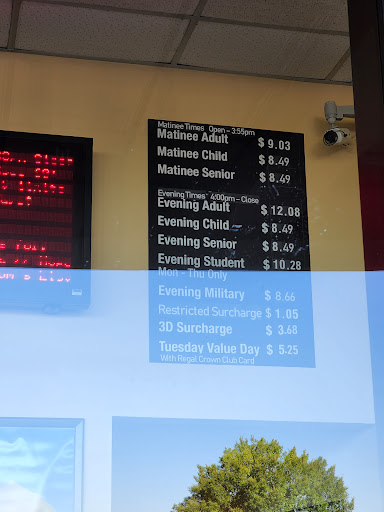 Matinee Times Open - 3:55pm
Matinee Adult $ 9.03
Matinee Child $ 8.49
Matinee Senior $ 8.49
Evening Times* 4:00pm - Close
Evening Adult $ 12.08
Evening Child $ 8.49
Evening Senior $ 8.49
Evening Student $ 10.28
Mon - Thu Only
Evening Military $ 8.66
Restricted Surcharge $ 1.05
3D Surcharge $ 3.68
Tuesday Value Day $ 5.25
With Regal Crown Club Card